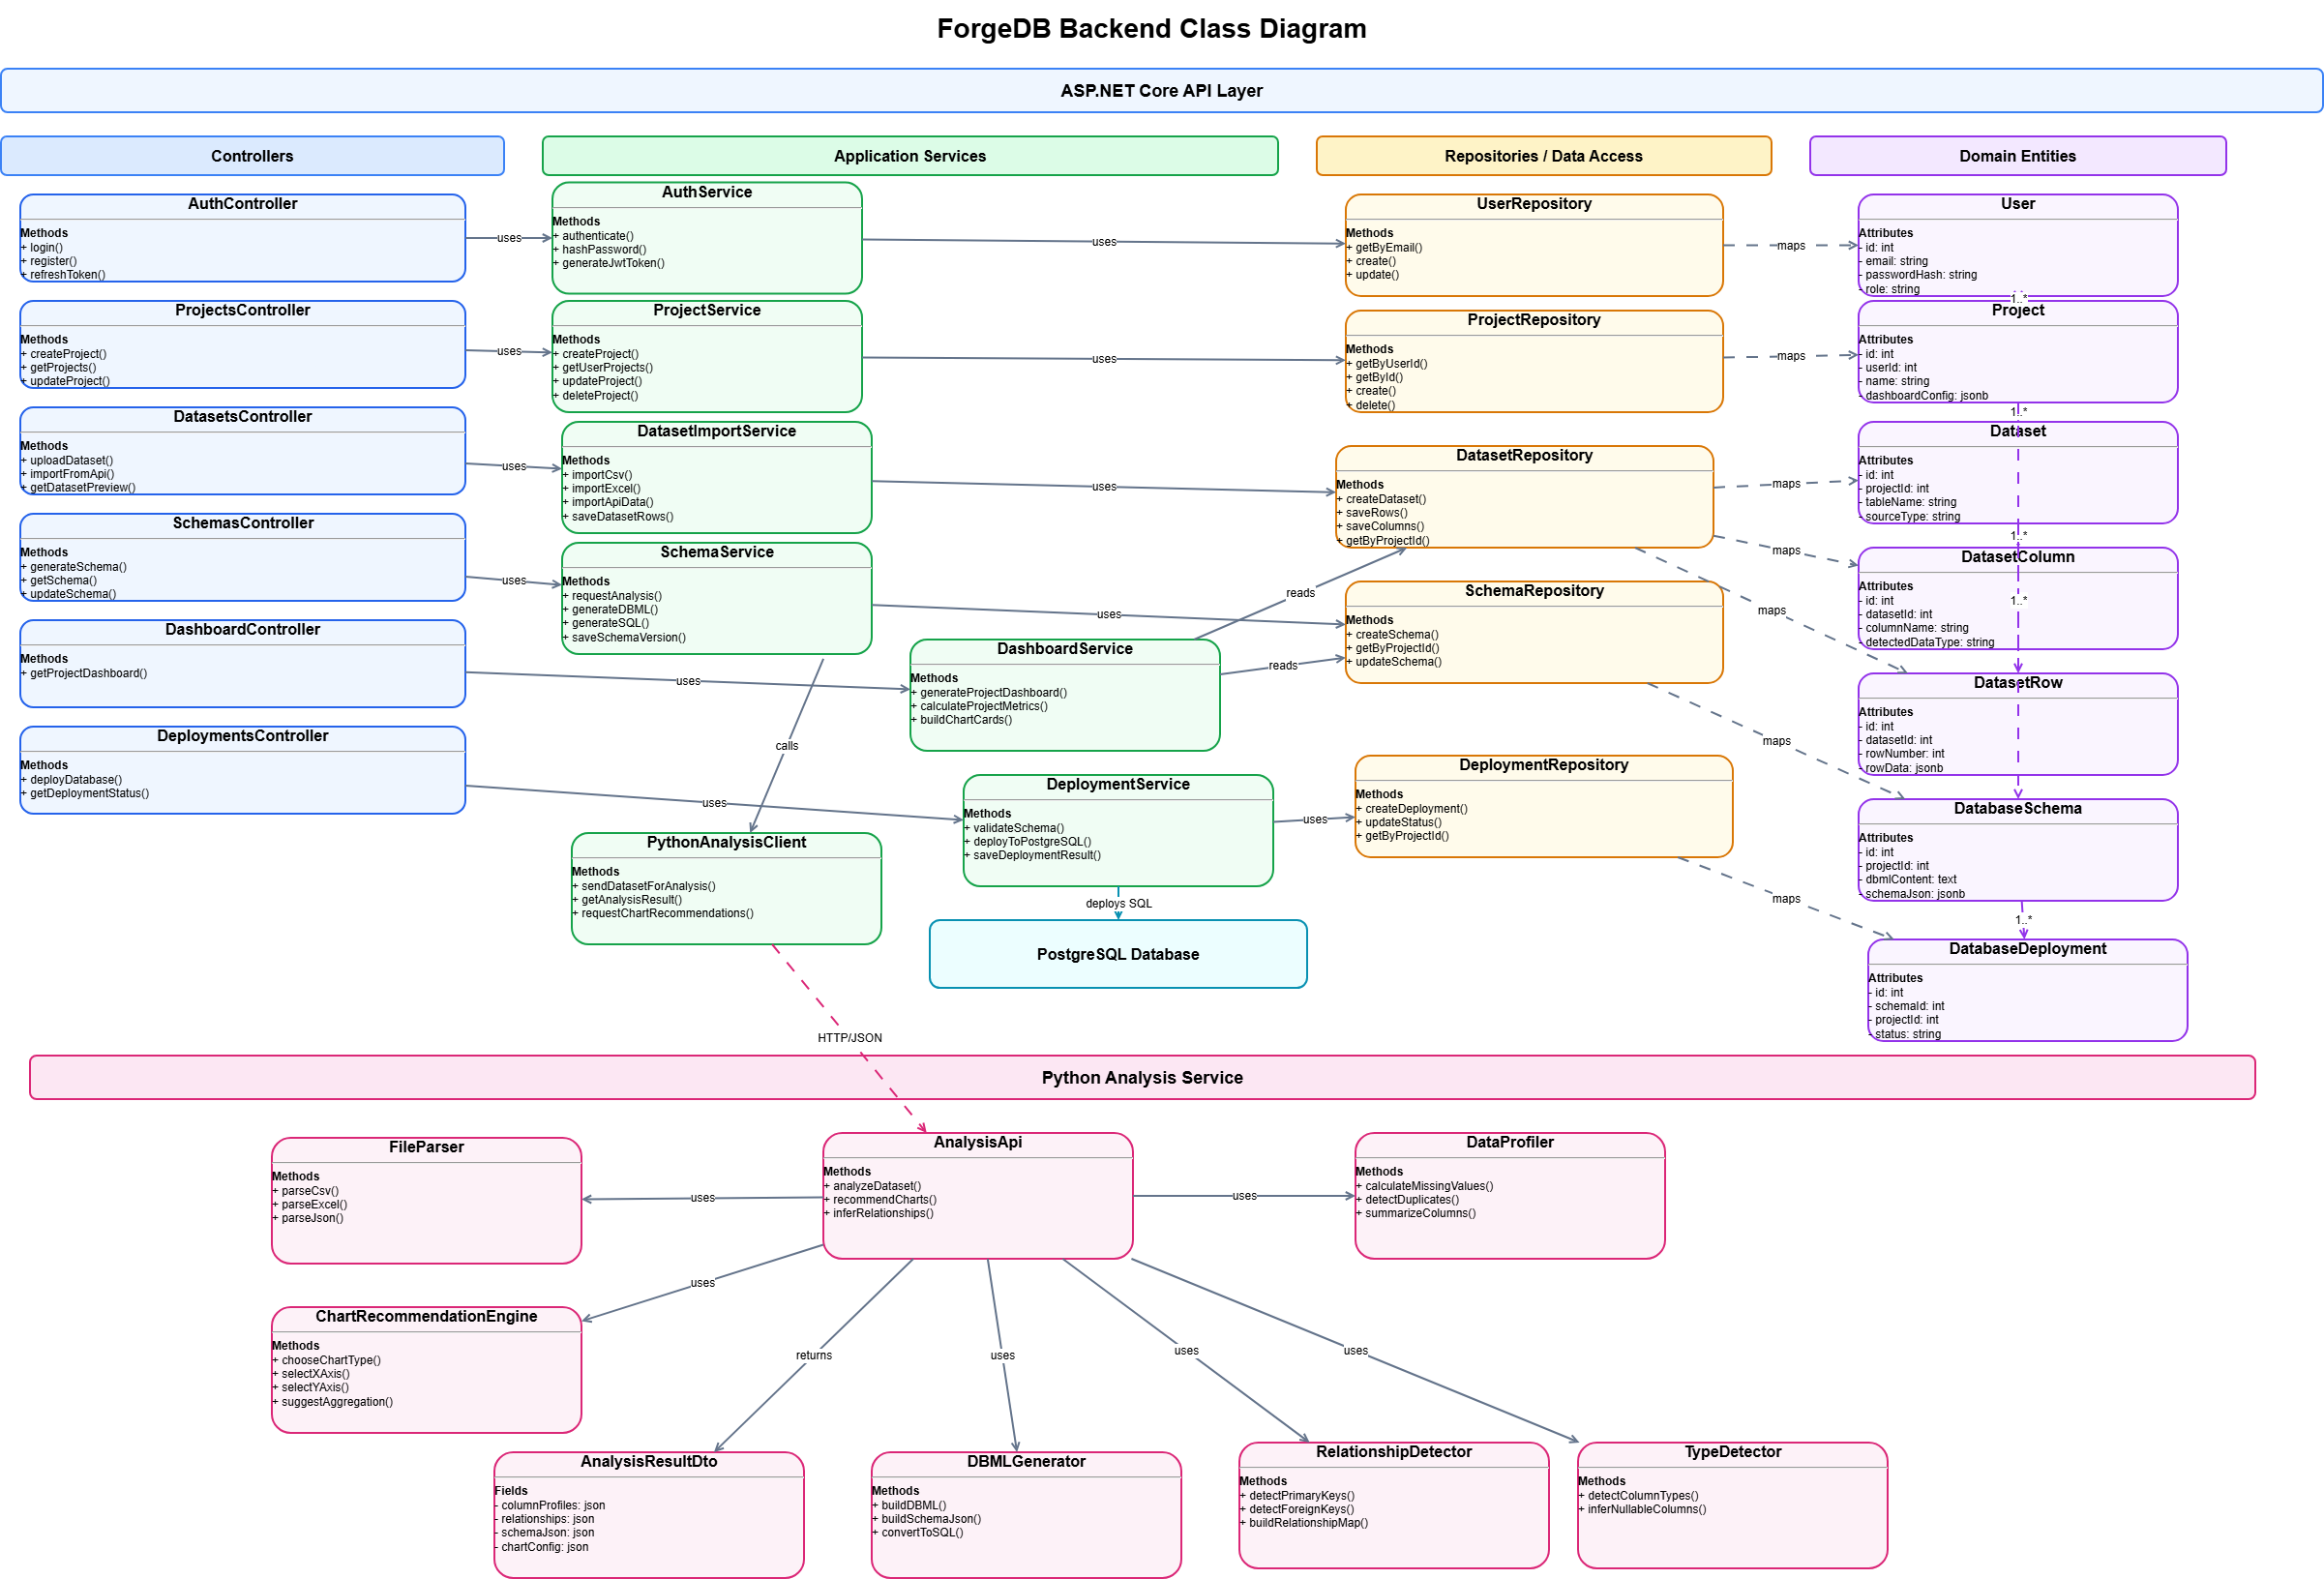 ForgeDB Backend Class Diagram
ASP.NET Core API Layer
Controllers
Application Services
Repositories / Data Access
Domain Entities
AuthController
Methods
+ login()
+ register()
+ refreshToken()
ProjectsController
Methods
+ createProject()
+ getProjects()
+ updateProject()
DatasetsController
Methods
+ uploadDataset()
+ importFromApi()
+ getDatasetPreview()
SchemasController
Methods
+ generateSchema()
+ getSchema()
+ updateSchema()
DashboardController
Methods
+ getProjectDashboard()
DeploymentsController
Methods
+ deployDatabase()
+ getDeploymentStatus()
uses
uses
uses
uses
uses
uses
AuthService
Methods
+ authenticate()
+ hashPassword()
+ generateJwtToken()
ProjectService
Methods
+ createProject()
+ getUserProjects()
+ updateProject()
+ deleteProject()
DatasetImportService
Methods
+ importCsv()
+ importExcel()
+ importApiData()
+ saveDatasetRows()
SchemaService
Methods
+ requestAnalysis()
+ generateDBML()
+ generateSQL()
+ saveSchemaVersion()
DashboardService
Methods
+ generateProjectDashboard()
+ calculateProjectMetrics()
+ buildChartCards()
calls
DeploymentService
Methods
+ validateSchema()
+ deployToPostgreSQL()
+ saveDeploymentResult()
PythonAnalysisClient
Methods
+ sendDatasetForAnalysis()
+ getAnalysisResult()
+ requestChartRecommendations()
deploys SQL
PostgreSQL Database
uses
uses
uses
reads
uses
reads
uses
UserRepository
Methods
+ getByEmail()
+ create()
+ update()
ProjectRepository
Methods
+ getByUserId()
+ getById()
+ create()
+ delete()
DatasetRepository
Methods
+ createDataset()
+ saveRows()
+ saveColumns()
+ getByProjectId()
SchemaRepository
Methods
+ createSchema()
+ getByProjectId()
+ updateSchema()
DeploymentRepository
Methods
+ createDeployment()
+ updateStatus()
+ getByProjectId()
maps
maps
maps
maps
maps
maps
maps
User
Attributes
- id: int
- email: string
- passwordHash: string
- role: string
1..*
Project
Attributes
- id: int
- userId: int
- name: string
- dashboardConfig: jsonb
1..*
Dataset
Attributes
- id: int
- projectId: int
- tableName: string
- sourceType: string
1..*
DatasetColumn
Attributes
- id: int
1..*
- datasetId: int
- columnName: string
- detectedDataType: string
DatasetRow
Attributes
- id: int
- datasetId: int
- rowNumber: int
- rowData: jsonb
DatabaseSchema
Attributes
- id: int
- projectId: int
- dbmlContent: text
- schemaJson: jsonb
1..*
DatabaseDeployment
Attributes
- id: int
- schemaId: int
- projectId: int
- status: string
HTTP/JSON
Python Analysis Service
FileParser
Methods
+ parseCsv()
+ parseExcel()
+ parseJson()
uses
AnalysisApi
Methods
+ analyzeDataset()
+ recommendCharts()
+ inferRelationships()
uses
DataProfiler
Methods
+ calculateMissingValues()
+ detectDuplicates()
+ summarizeColumns()
uses
ChartRecommendationEngine
Methods
+ chooseChartType()
+ selectXAxis()
+ selectYAxis()
+ suggestAggregation()
returns
uses
uses
uses
AnalysisResultDto
Fields
- columnProfiles: json
- relationships: json
- schemaJson: json
- chartConfig: json
DBMLGenerator
Methods
+ buildDBML()
+ buildSchemaJson()
+ convertToSQL()
RelationshipDetector
Methods
+ detectPrimaryKeys()
+ detectForeignKeys()
+ buildRelationshipMap()
TypeDetector
Methods
+ detectColumnTypes()
+ inferNullableColumns()